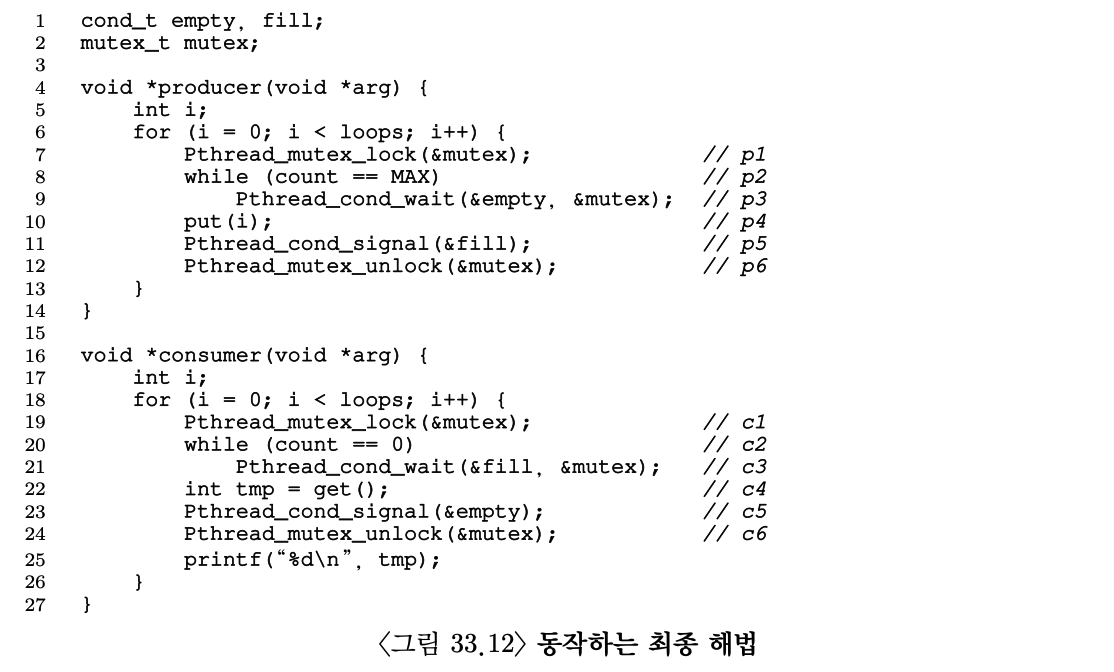 1 cond_t empty, fill;
2 mutex_t mutex;
3
4 void *producer(void *arg) {
5 int i;
6 for (i = 0; i < loops; i++) {
7 Pthread_mutex_lock(&mutex); // p1
8 while (count == MAX) // p2
9 Pthread_cond_wait(&empty, &mutex); // p3
10 put(i); // p4
11 Pthread_cond_signal(&fill); // p5
12 Pthread_mutex_unlock(&mutex); // p6
13 }
14 }
15
16 void *consumer(void *arg) {
17 int i;
18 for (i = 0; i < loops; i++) {
19 Pthread_mutex_lock(&mutex); // c1
20 while (count == 0) // c2
21 Pthread_cond_wait(&fill, &mutex); // c3
22 int tmp = get(); // c4
23 Pthread_cond_signal(&empty); // c5
24 Pthread_mutex_unlock(&mutex); // c6
25 printf(“%d\n”, tmp);
26 }
27 }
〈그림 33.12〉 동작하는 최종 해법